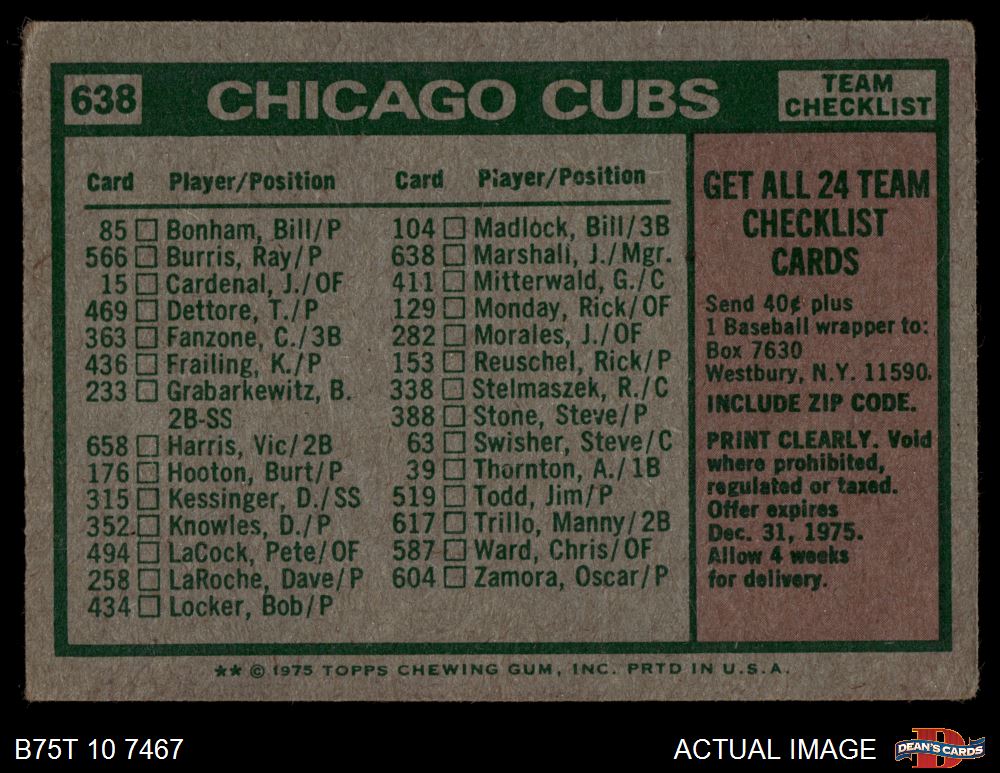 638 CHICAGO CUBS TEAM CHECKLIST
Card Player/Position
85 Bonham, Bill/P
566 Burris, Ray/P
15 Cardenal, J./OF
469 Dettore, T./P
363 Fanzone, C./3B
436 Frailing, K./P
233 Grabarkewitz, B.
2B-SS
658 Harris, Vic/2B
176 Hooton, Burt/P
315 Kessinger, D./SS
352 Knowles, D./P
494 LaCock, Pete/OF
258 LaRoche, Dave/P
434 Locker, Bob/P
Card Player/Position
104 Madlock, Bill/3B
638 Marshall, J./Mgr.
411 Mitterwald, G./C
129 Monday, Rick/OF
282 Morales, J./OF
153 Reuschel, Rick/P
338 Stelmaszek, R./C
388 Stone, Steve/P
63 Swisher, Steve/C
39 Thornton, A./1B
519 Todd, Jim/P
617 Trillo, Manny/2B
587 Ward, Chris/OF
604 Zamora, Oscar/P
GET ALL 24 TEAM
CHECKLIST
CARDS
Send 40¢ plus
1 Baseball wrapper to:
Box 7630
Westbury, N.Y. 11590.
INCLUDE ZIP CODE.
PRINT CLEARLY. Void
where prohibited,
regulated or taxed.
Offer expires
Dec. 31, 1975.
Allow 4 weeks
for delivery.
** © 1975 TOPPS CHEWING GUM, INC. PRTD IN U.S.A.
B75T 10 7467
ACTUAL IMAGE
D
DEAN'S CARDS